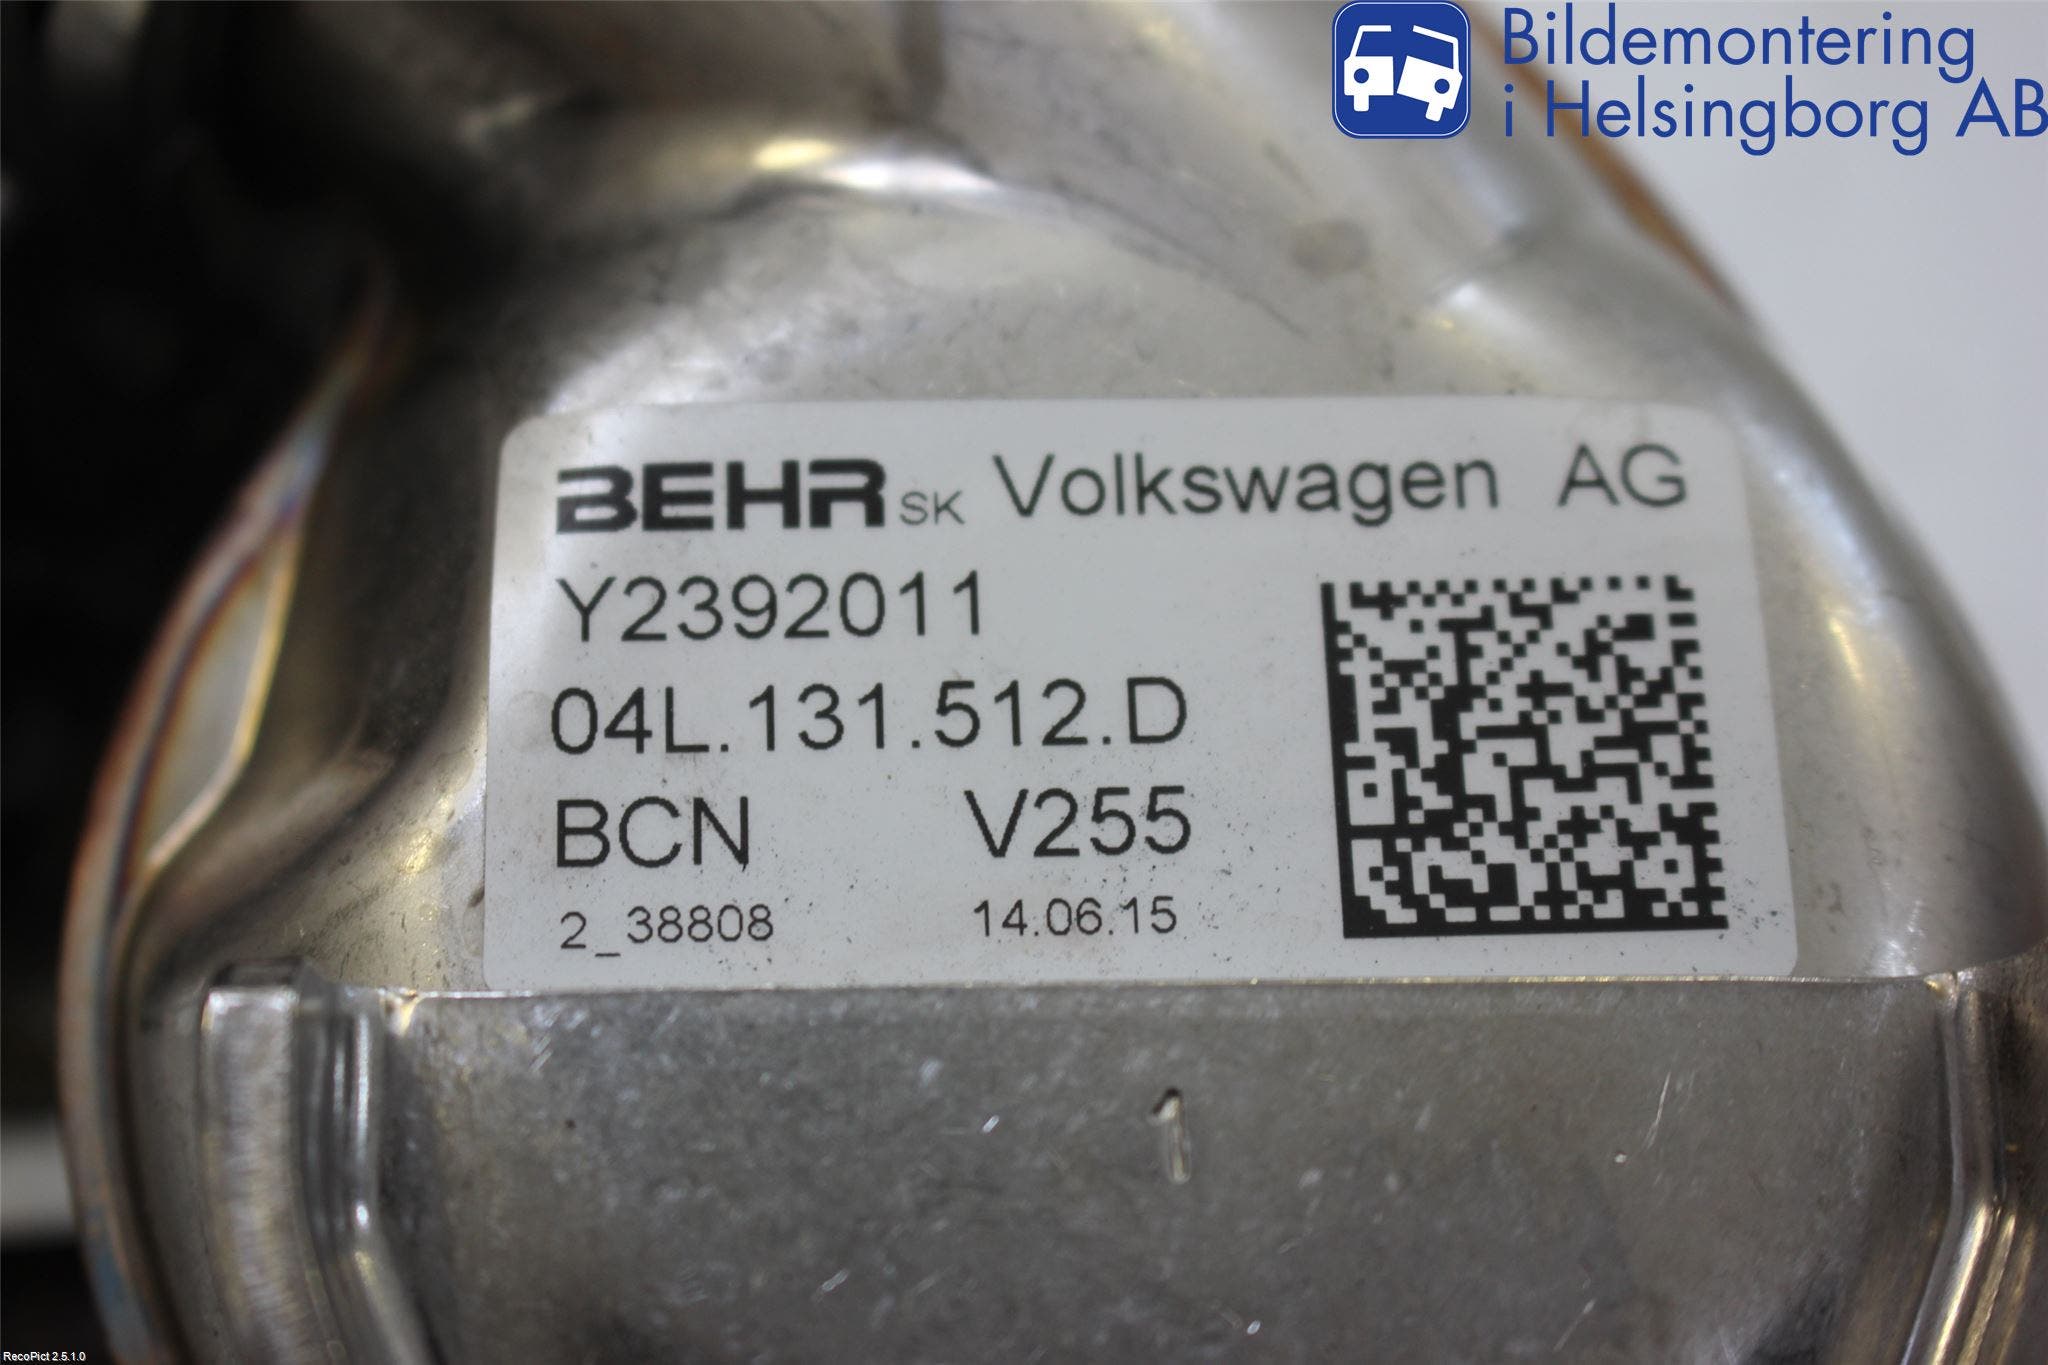 Bildemontering
i Helsingborg AB
BEHR SK Volkswagen AG
Y2392011
04L.131.512.D
BCN V255
2_38808 14.06.15
1
RecoPict 2.5.1.0